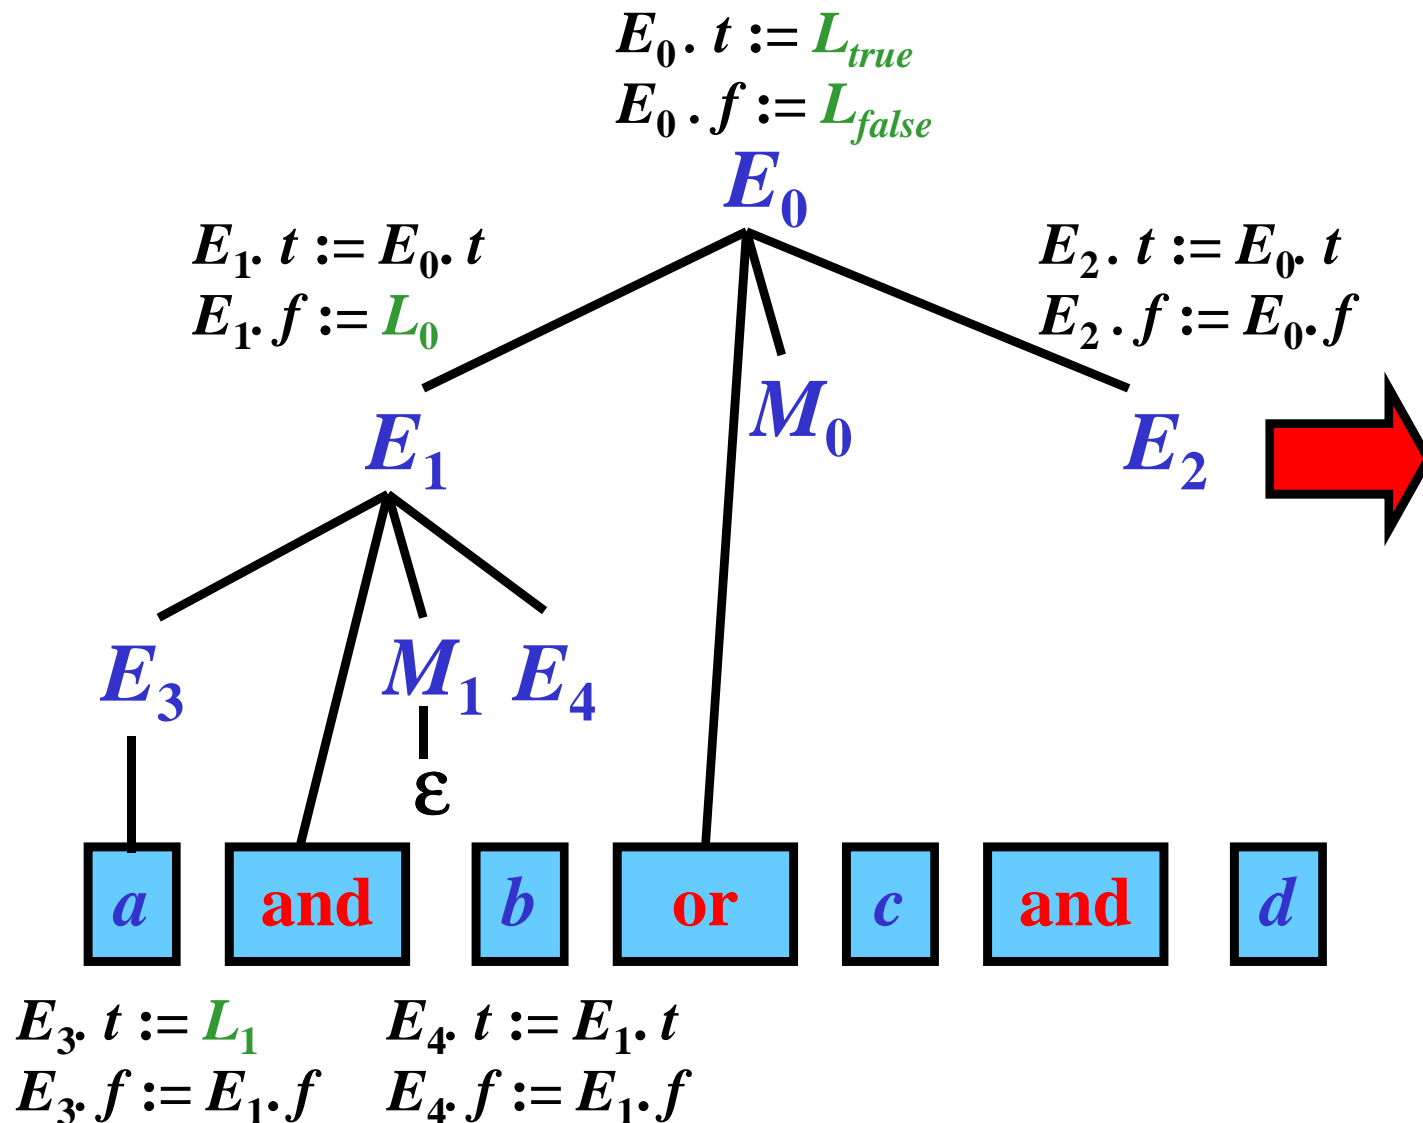 E0. t := Ltrue
E0 . f := Lfalse
E0
E1. t := E0. t
E1. f := L0
E2. t := E0. t
E2 . f := E0. f
E1
M0
E2
E3
M1
E4
ε
a and b or c and d
E3. t := L1
E3. f := E1. f
E4. t := E1. t
E4. f := E1. f